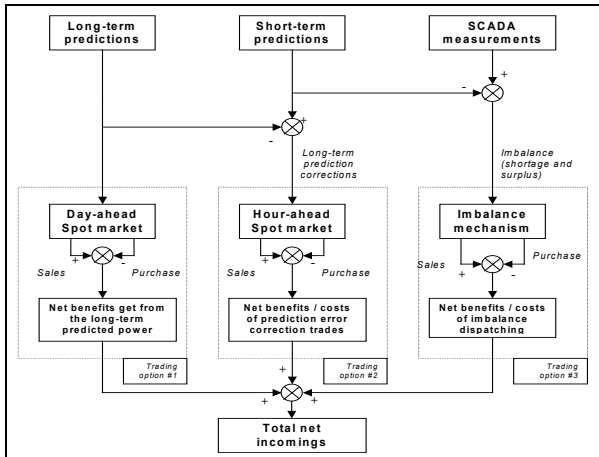 Long-term
predictions
Short-term
predictions
SCADA
measurements
+
-
+
-
Long-term
prediction
corrections
Imbalance
(shortage and
surplus)
Day-ahead
Spot market
Hour-ahead
Spot market
Imbalance
mechanism
+
-
+
-
+
-
Sales
Purchase
Sales
Purchase
Sales
Purchase
Net benefits get from
the long-term
predicted power
Net benefits / costs
of prediction error
correction trades
Net benefits / costs
of imbalance
dispatching
Trading
option #1
Trading
option #2
Trading
option #3
+
+
+
Total net
incomings